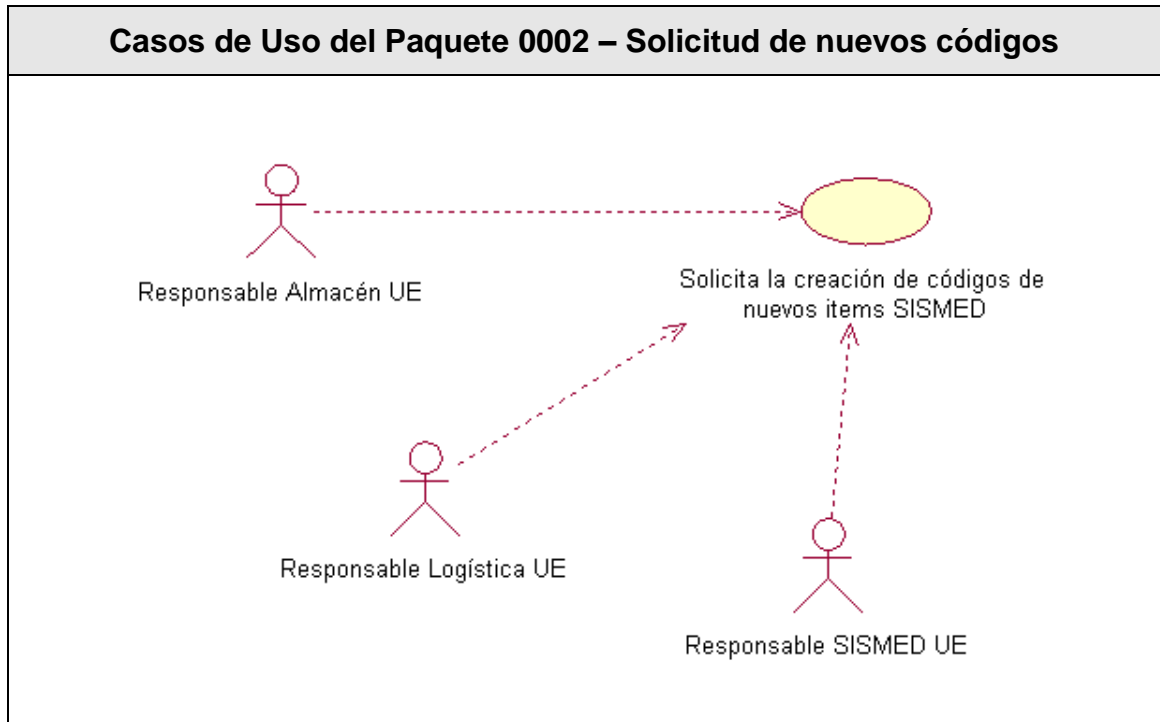 Casos de Uso del Paquete 0002 – Solicitud de nuevos códigos
Responsable Almacén UE
Solicita la creación de códigos de
nuevos items SISMED
Responsable Logística UE
Responsable SISMED UE